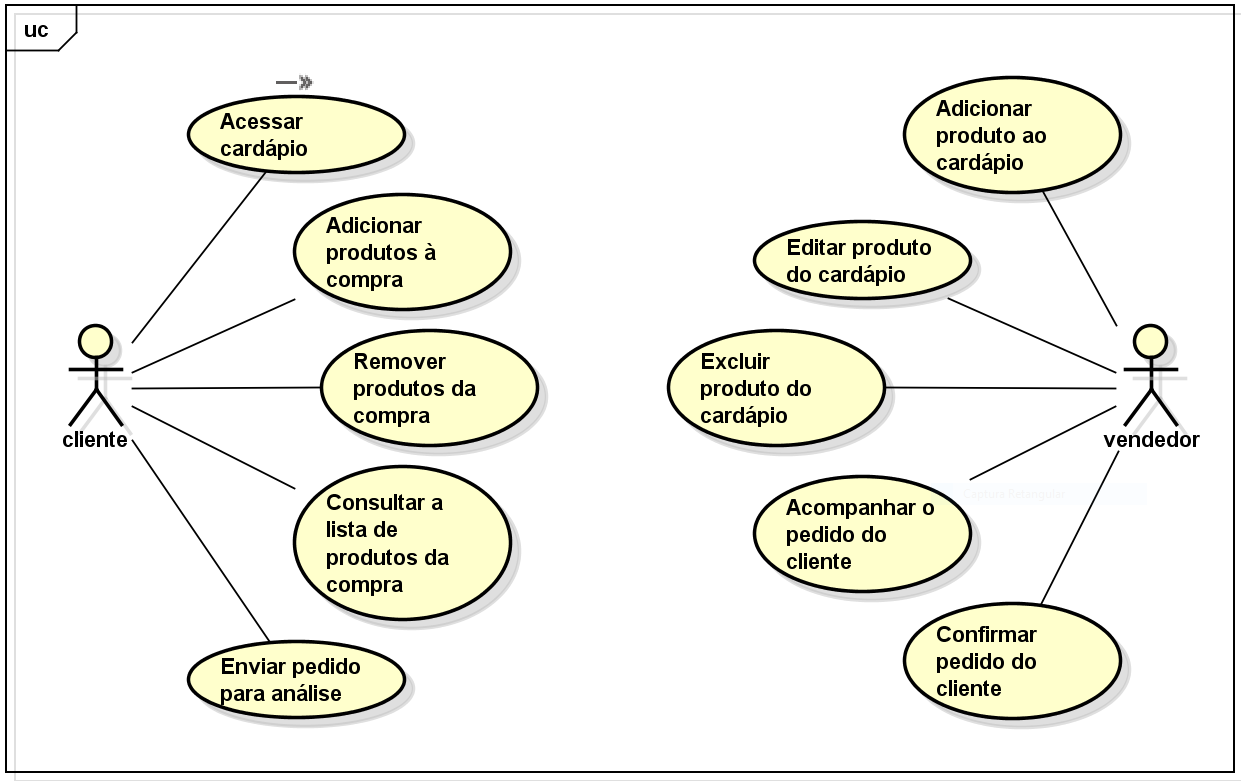 uc
Acessar
cardápio
Adicionar
produtos à
compra
Remover
produtos da
compra
cliente
Consultar a
lista de
produtos da
compra
Enviar pedido
para análise
Adicionar
produto ao
cardápio
Editar produto
do cardápio
Excluir
produto do
cardápio
vendedor
Acompanhar o
pedido do
cliente
Captura Retangular
Confirmar
pedido do
cliente